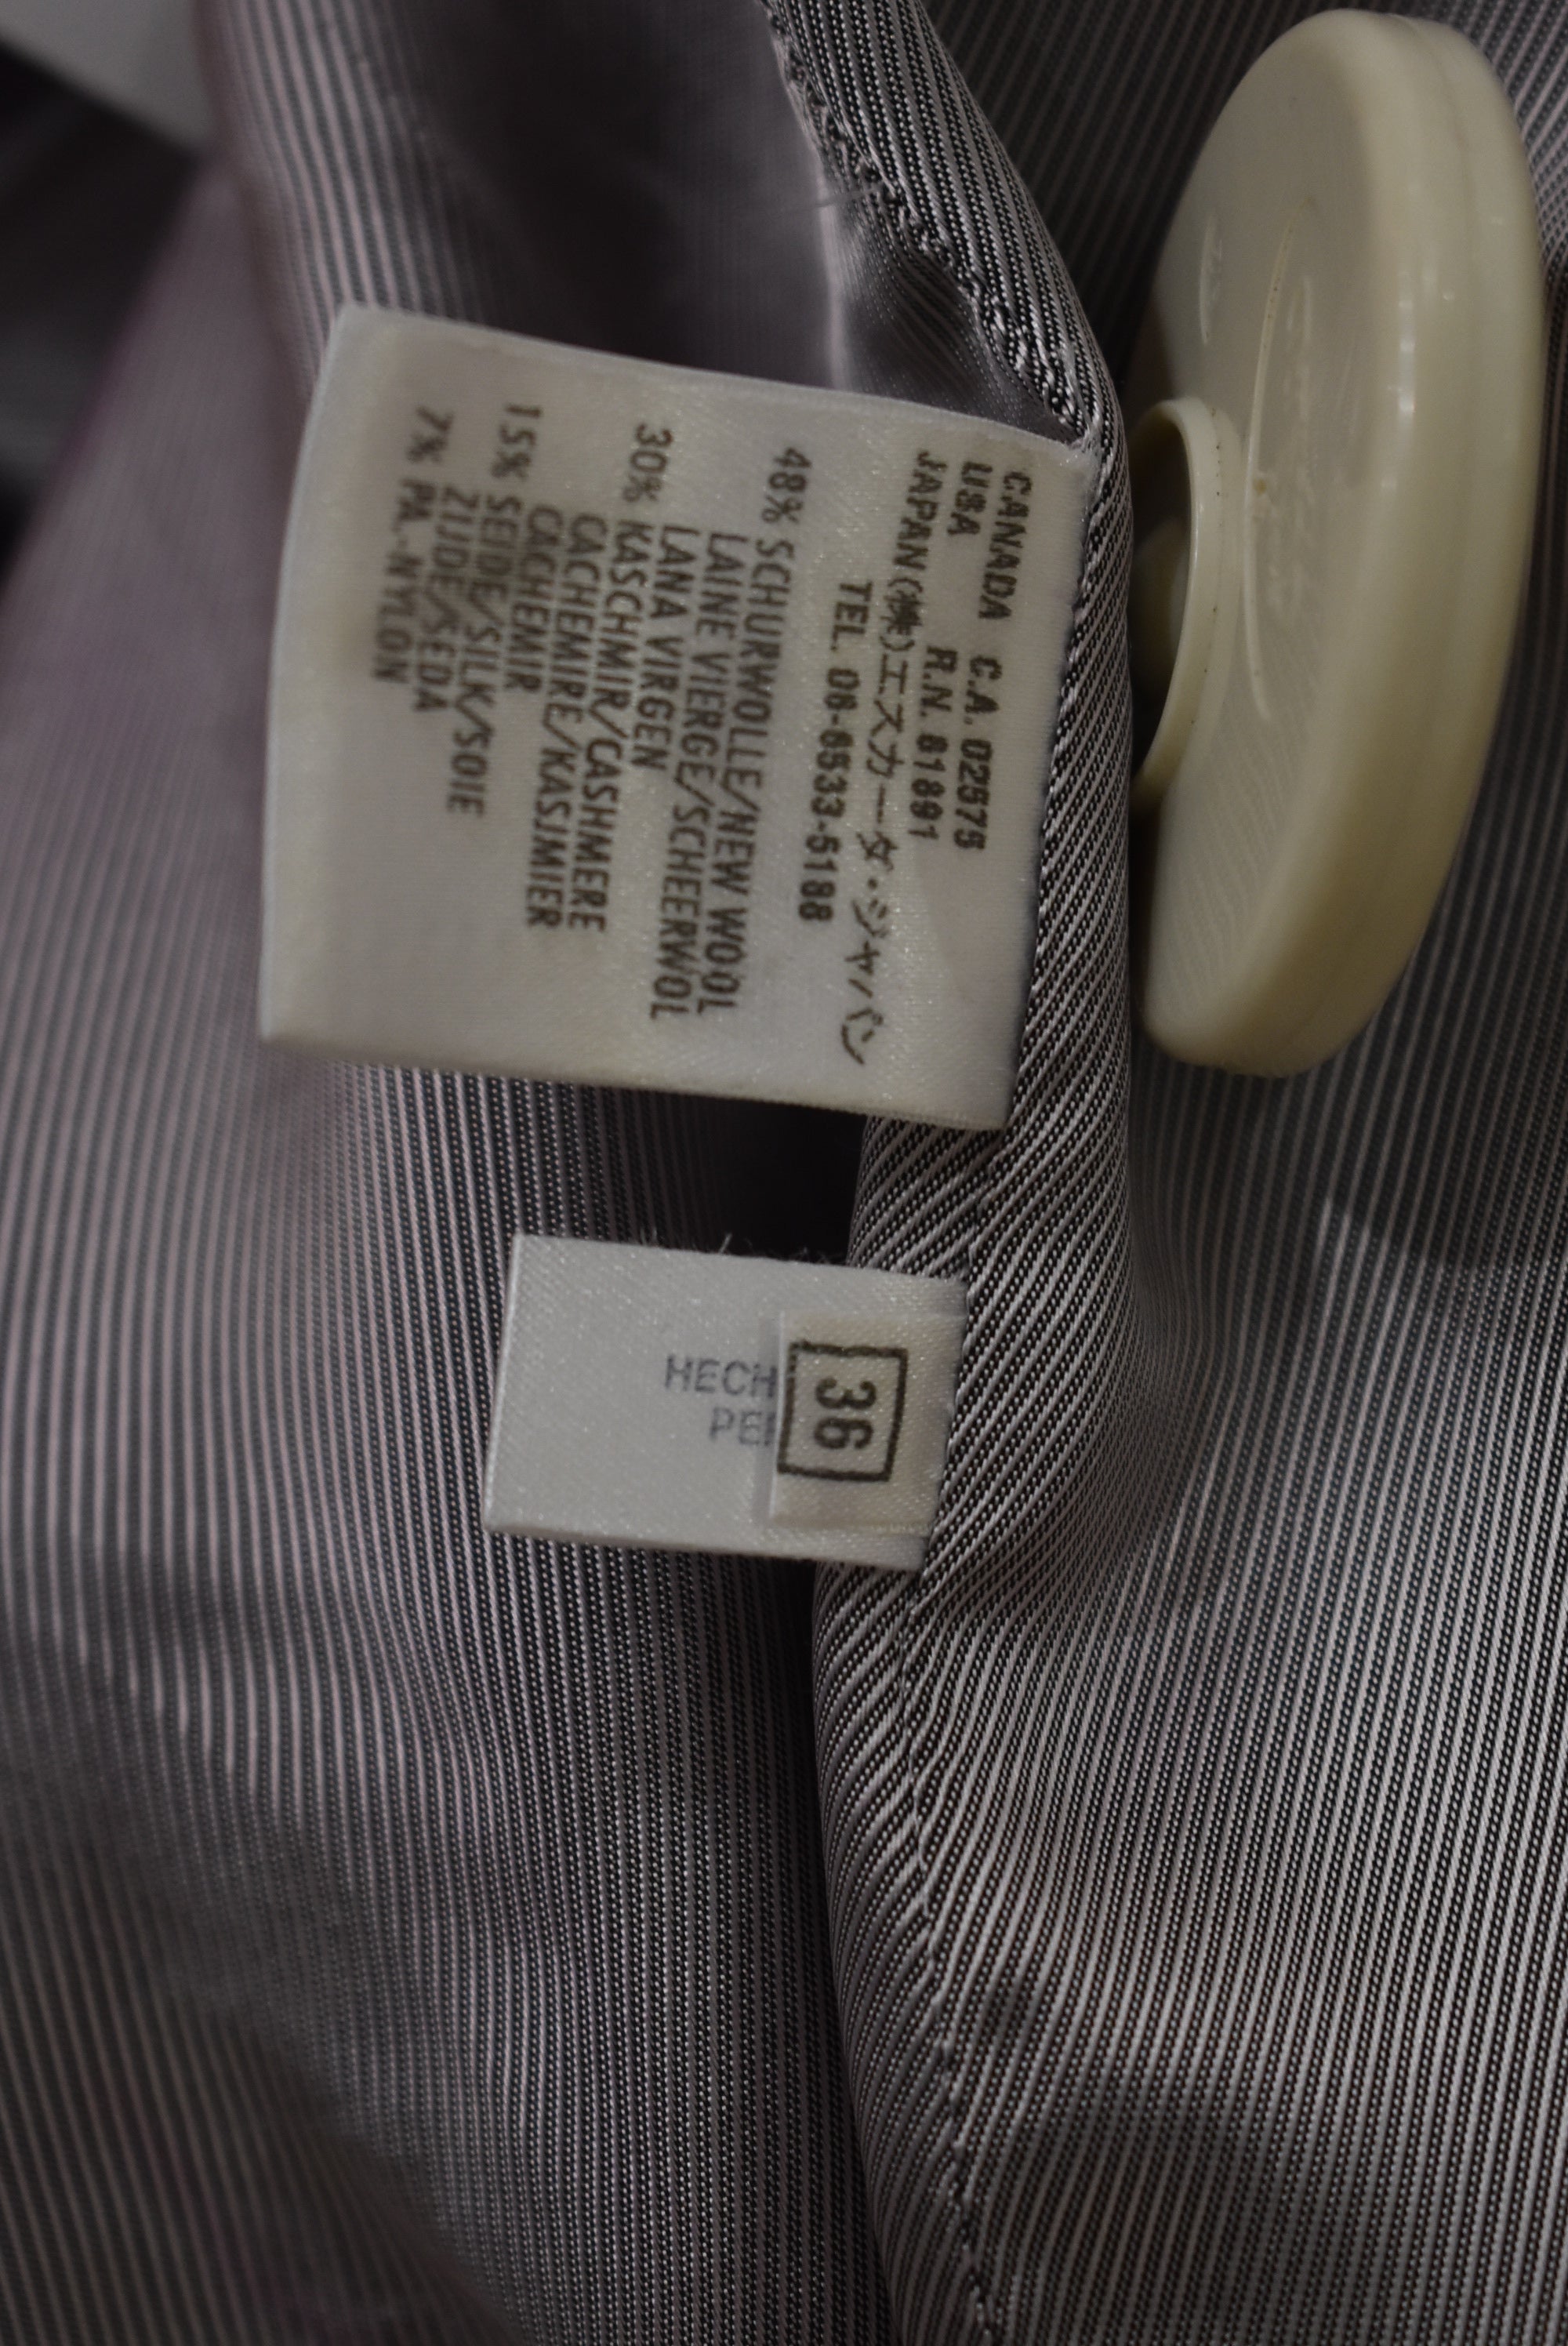 CANADA C.A. 02575
USA R.N. 81891
JAPAN (株)エスカーダ・ジャパン
TEL. 06-6533-5188
48% SCHURWOLLE/NEW WOOL
LAINE VIERGE/SCHEERWOL
LANA VIRGEN
30% KASCHMIR/CASHMERE
CACHEMIRE/KASJMIER
CACHEMIR
15% SEIDE/SILK/SOIE
ZIJDE/SEDA
7% PA.-NYLON
36
HECH
PE